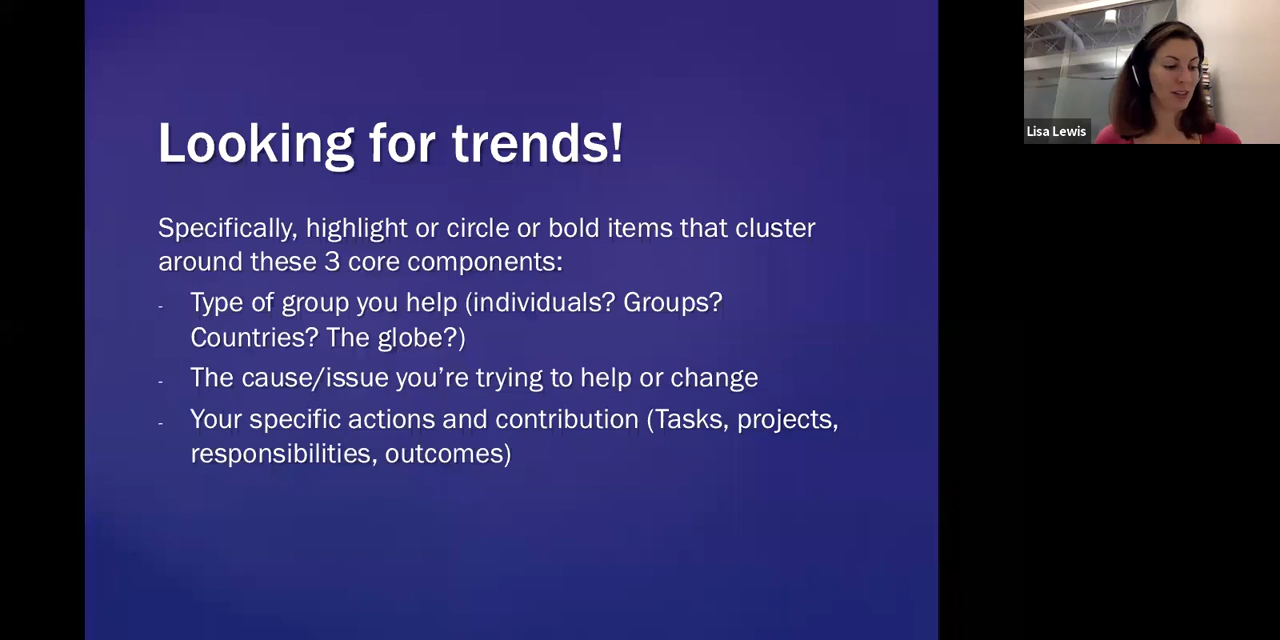 Looking for trends!
Specifically, highlight or circle or bold items that cluster
around these 3 core components:
- Type of group you help (individuals? Groups?
Countries? The globe?)
- The cause/issue you’re trying to help or change
- Your specific actions and contribution (Tasks, projects,
responsibilities, outcomes)
Lisa Lewis